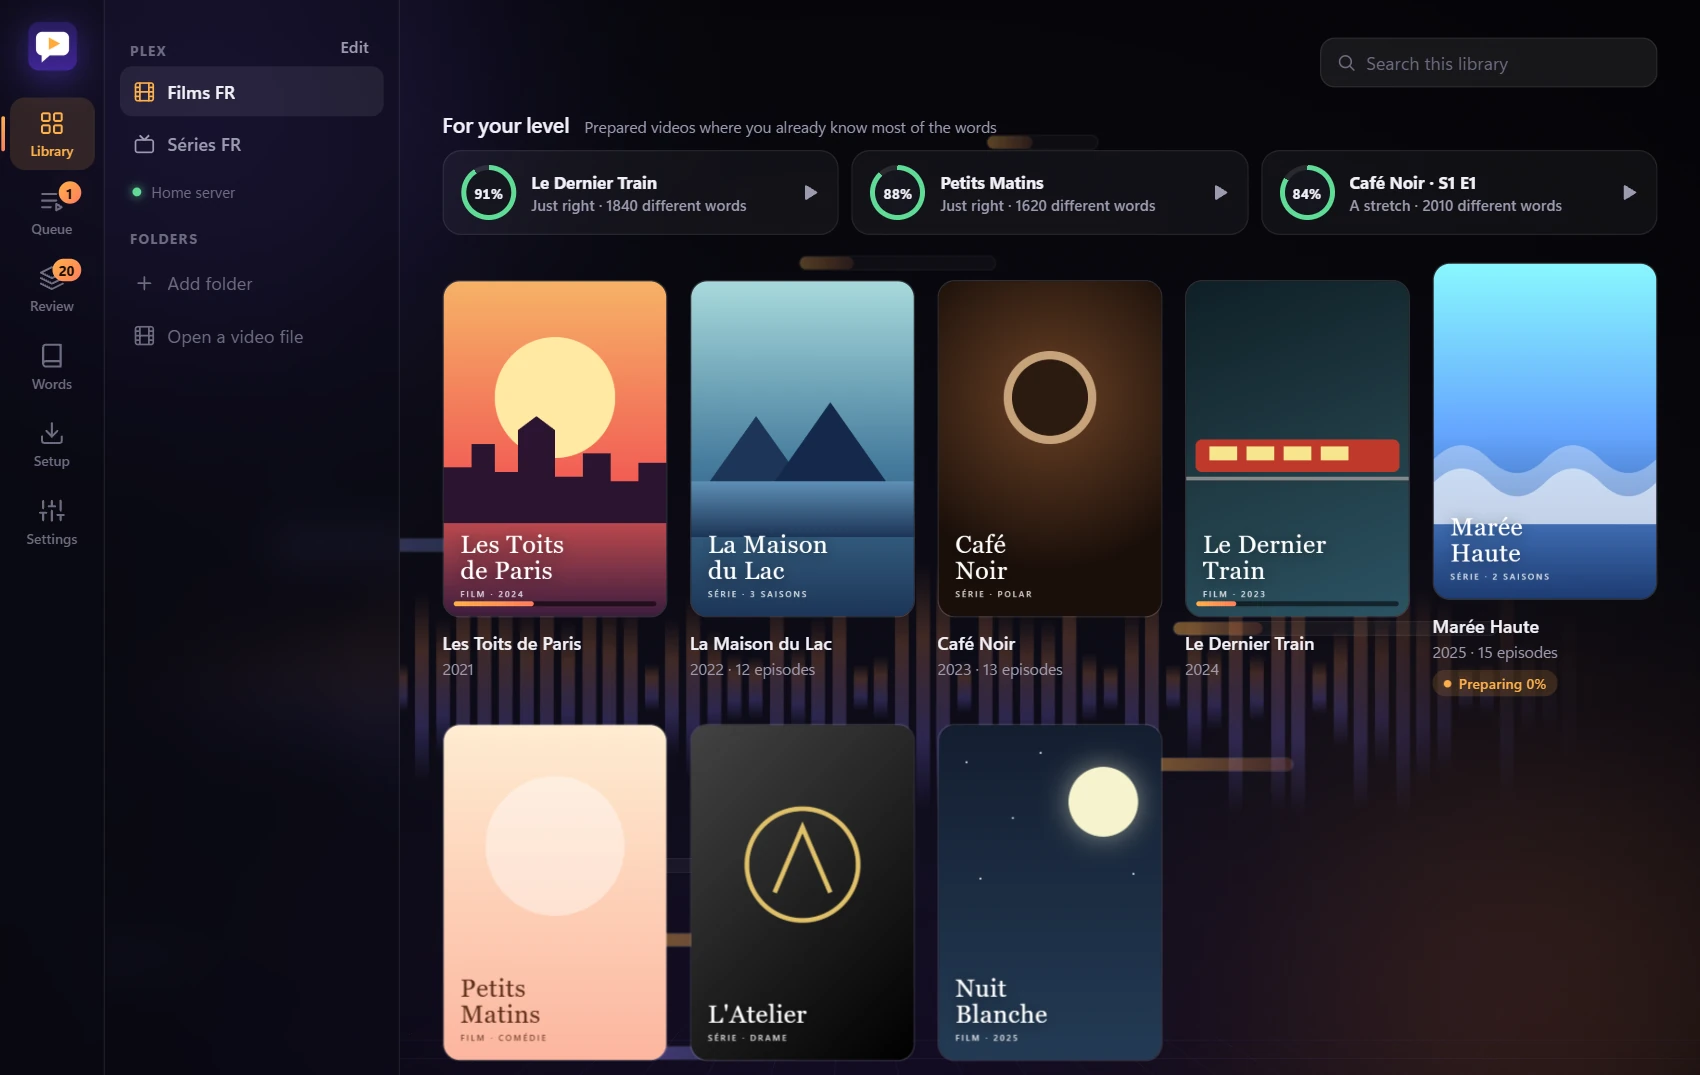 PLEX
Edit
Films FR
Séries FR
Home server
FOLDERS
Add folder
Open a video file
Library
1
Queue
20
Review
Words
Setup
Settings
Search this library
For your level Prepared videos where you already know most of the words
91%
Le Dernier Train
Just right · 1840 different words
88%
Petits Matins
Just right · 1620 different words
84%
Café Noir · S1 E1
A stretch · 2010 different words
Les Toits
de Paris
FILM · 2024
Les Toits de Paris
2021
La Maison
du Lac
SÉRIE · 3 SAISONS
La Maison du Lac
2022 · 12 episodes
Café
Noir
SÉRIE · POLAR
Café Noir
2023 · 13 episodes
Le Dernier
Train
FILM · 2023
Le Dernier Train
2024
Marée
Haute
SÉRIE · 2 SAISONS
Marée Haute
2025 · 15 episodes
Preparing 0%
Petits
Matins
FILM · COMÉDIE
L'Atelier
SÉRIE · DRAME
Nuit
Blanche
FILM · 2025